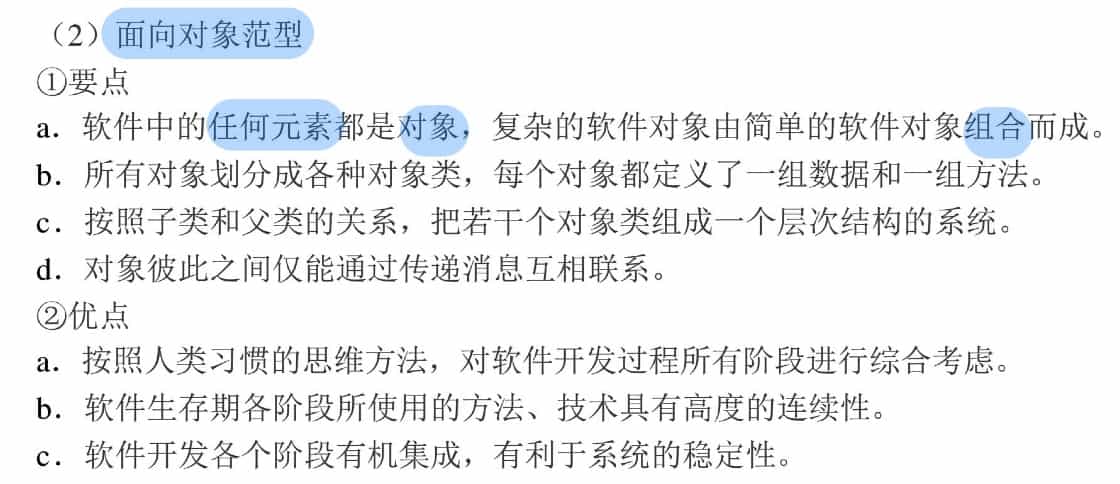 （2）面向对象范型
①要点
a．软件中的任何元素都是对象，复杂的软件对象由简单的软件对象组合而成。
b．所有对象划分成各种对象类，每个对象都定义了一组数据和一组方法。
c．按照子类和父类的关系，把若干个对象类组成一个层次结构的系统。
d．对象彼此之间仅能通过传递消息互相联系。
②优点
a．按照人类习惯的思维方法，对软件开发过程所有阶段进行综合考虑。
b．软件生存期各阶段所使用的方法、技术具有高度的连续性。
c．软件开发各个阶段有机集成，有利于系统的稳定性。